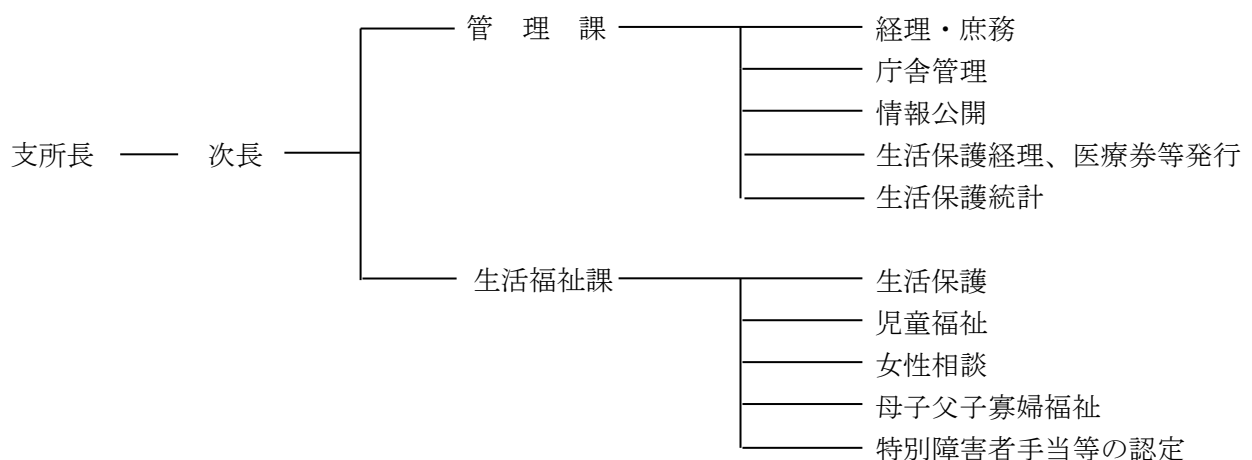 管理課
経理・庶務
庁舎管理
情報公開
支所長
次長
生活保護経理、医療券等発行
生活保護統計
生活福祉課
生活保護
児童福祉
女性相談
母子父子寡婦福祉
特別障害者手当等の認定